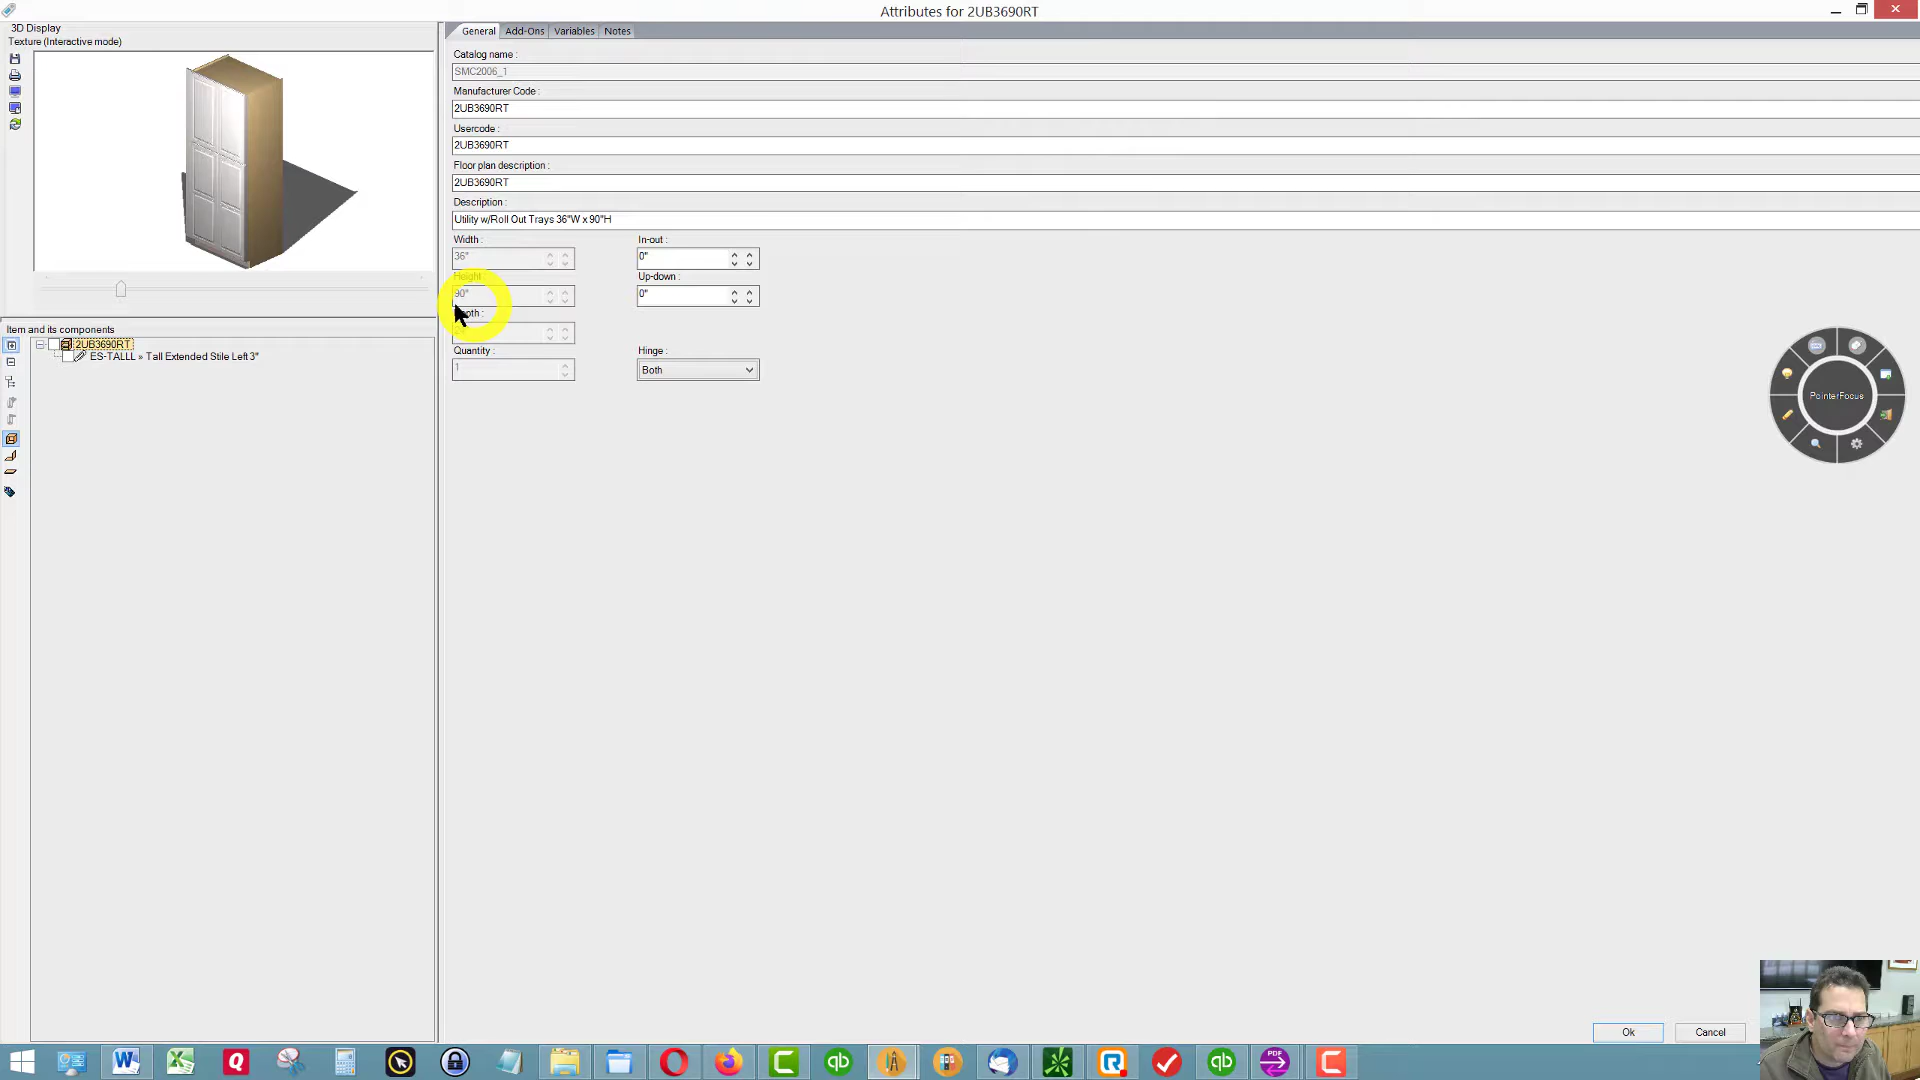 Attributes for 2UB3690RT
3D Display
Texture (Interactive mode)
General Add-Ons Variables Notes
Catalog name :
SMC2006_1
Manufacturer Code :
2UB3690RT
Usercode :
2UB3690RT
Floor plan description :
2UB3690RT
Description :
Utility w/Roll Out Trays 36"W x 90"H
Width : In-out :
36" 0"
Height Up-down :
90" 0"
Quantity : Hinge :
1 Both
Item and its components
2UB3690RT
ES-TALLL » Tall Extended Stile Left 3"
PointerFocus
Ok Cancel
PDF